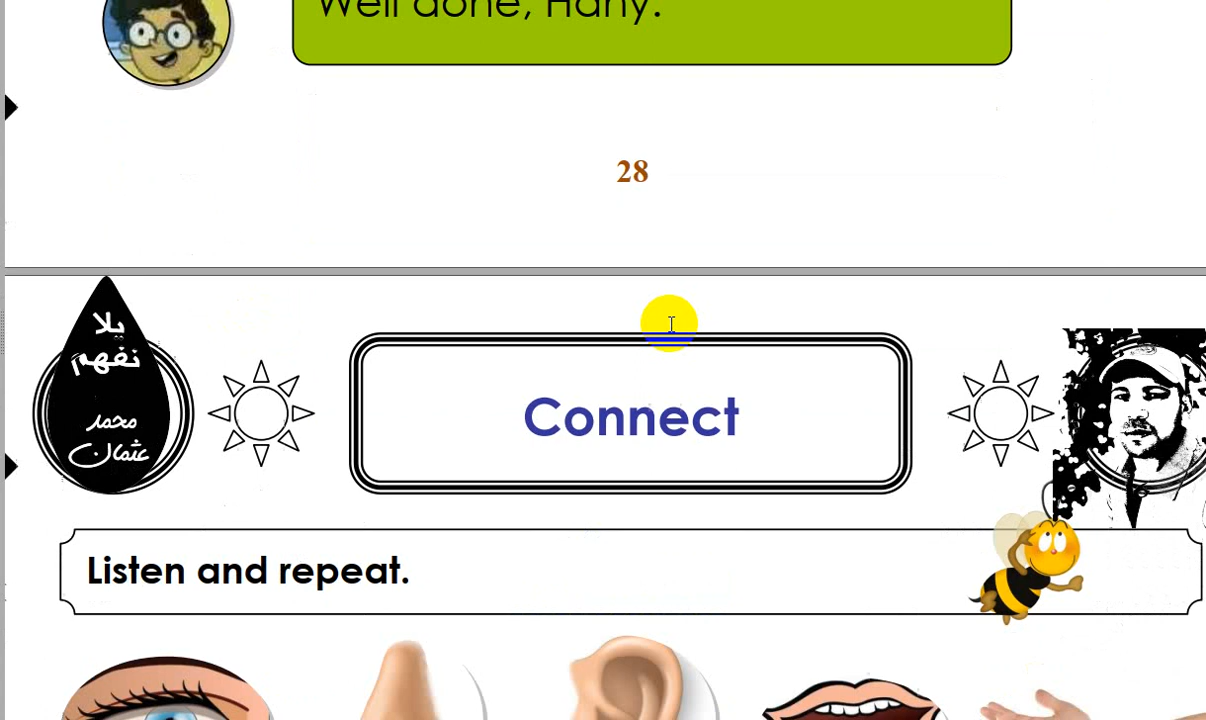 Well done, Hany.
28
يلا
نفهم
محمد
عثمان
Connect
Listen and repeat.